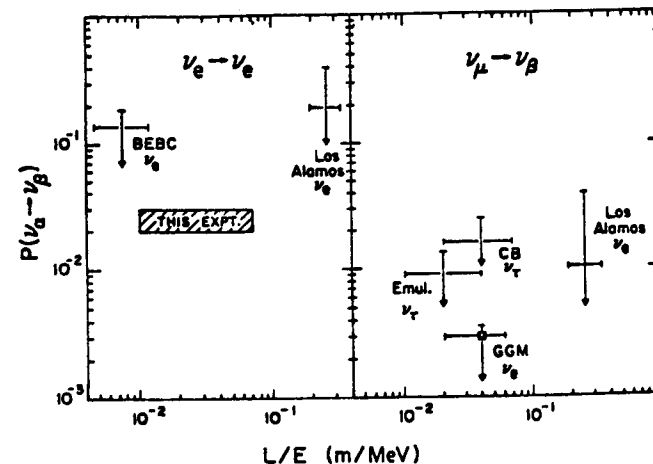 P(ν_α→ν_β)
10⁻¹
10⁻²
10⁻³
ν_e→ν_e
BEBC
ν_e
Los
Alamos
ν_e
THIS EXPT.
ν_μ→ν_β
Los
Alamos
ν_e
CB
ν_τ
Emul.
ν_τ
GGM
ν_e
10⁻² 10⁻¹ 10⁻² 10⁻¹
L/E (m/MeV)